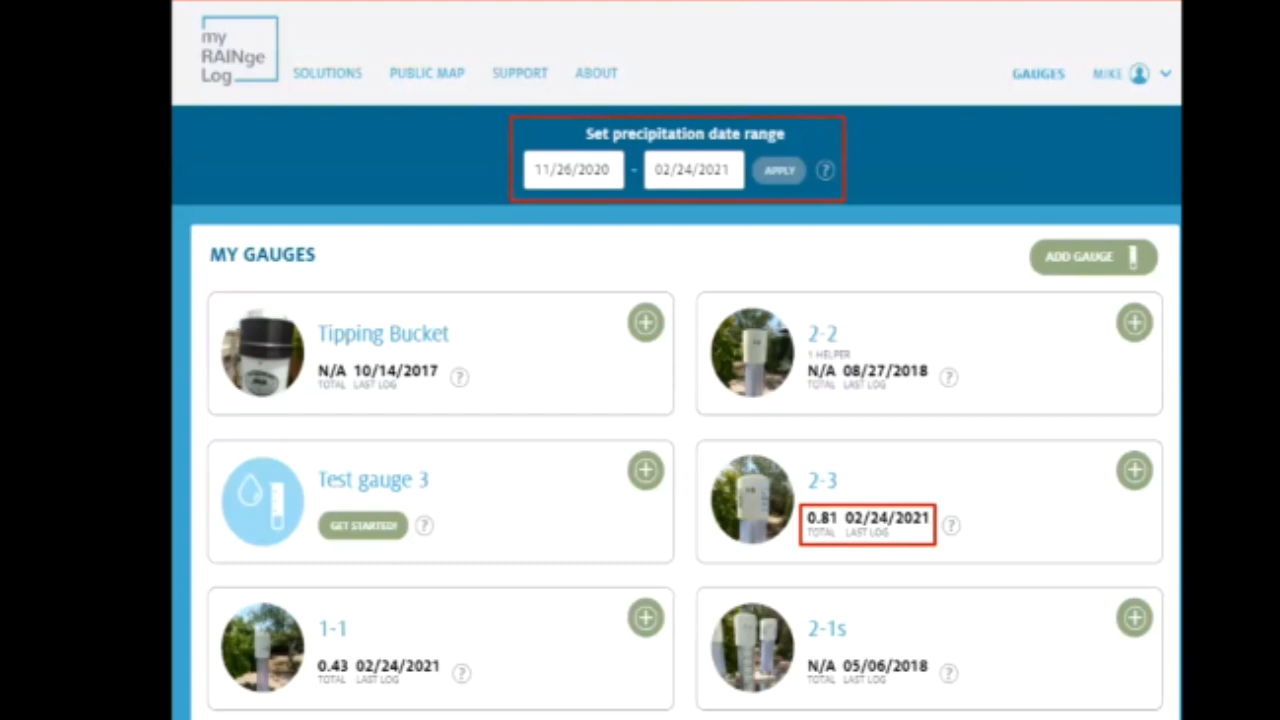 my
RAINge
Log
SOLUTIONS PUBLIC MAP SUPPORT ABOUT GAUGES MIKE
Set precipitation date range
11/26/2020 - 02/24/2021 APPLY ?
MY GAUGES
ADD GAUGE
Tipping Bucket
N/A 10/14/2017 ?
TOTAL LAST LOG
2-2
1 HELPER
N/A 08/27/2018 ?
TOTAL LAST LOG
Test gauge 3
GET STARTED! ?
2-3
0.81 02/24/2021 ?
TOTAL LAST LOG
1-1
0.43 02/24/2021 ?
TOTAL LAST LOG
2-1s
N/A 05/06/2018 ?
TOTAL LAST LOG